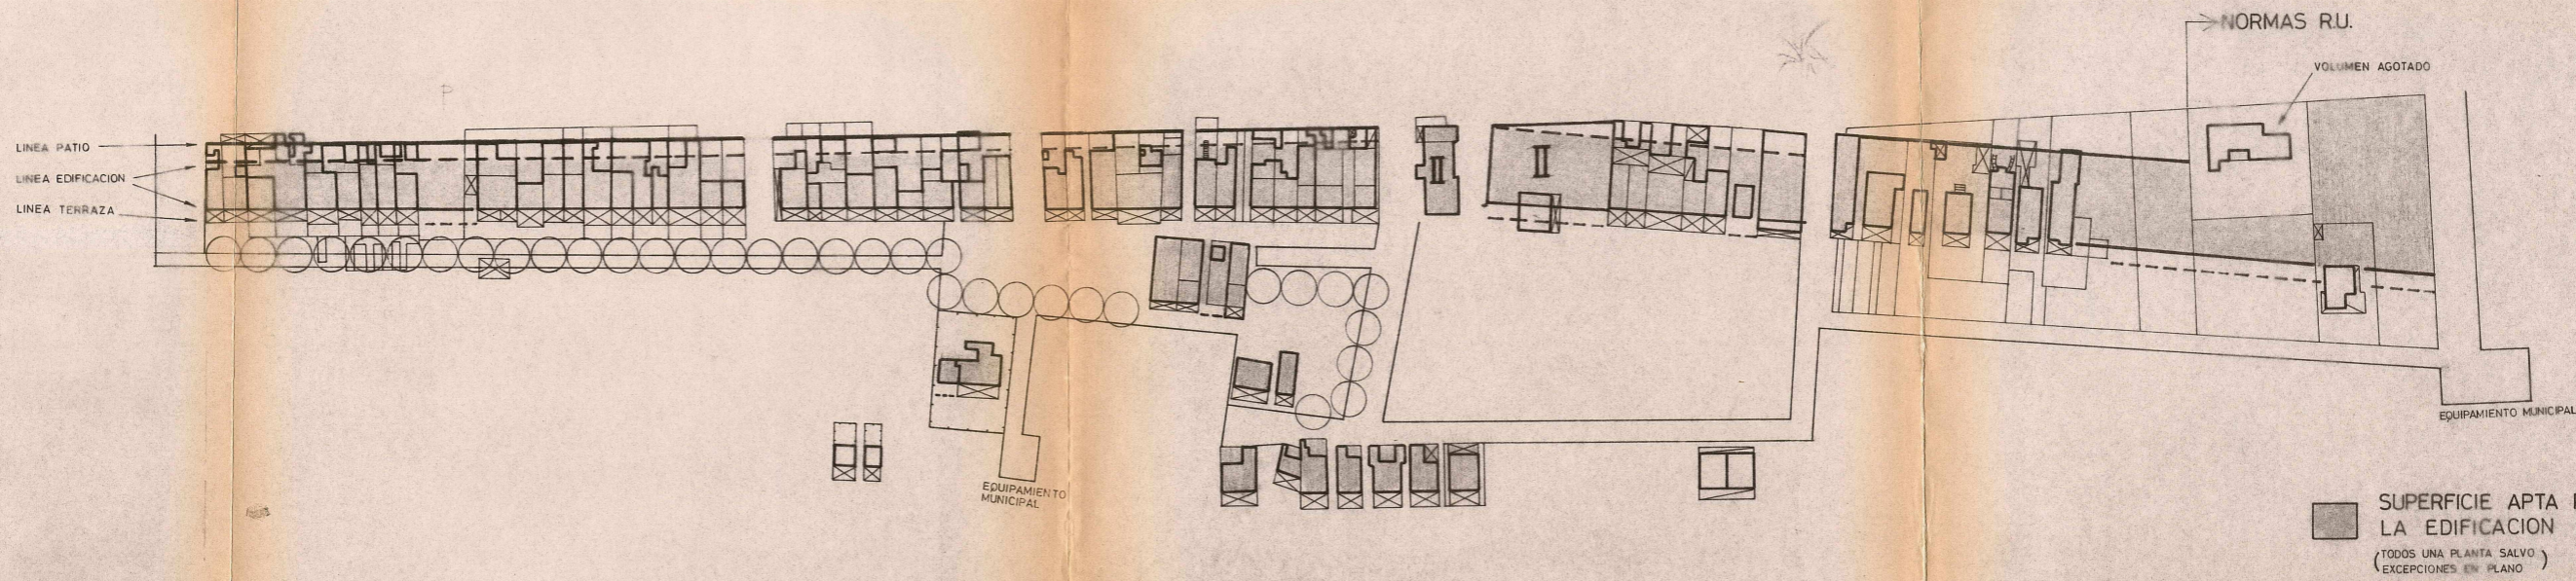 NORMAS R.U.
VOLUMEN AGOTADO
P
LINEA PATIO
LINEA EDIFICACION
LINEA TERRAZA
II
II
EQUIPAMIENTO
MUNICIPAL
EQUIPAMIENTO MUNICIPAL
SUPERFICIE APTA
LA EDIFICACION
(TODOS UNA PLANTA SALVO
EXCEPCIONES EN PLANO)